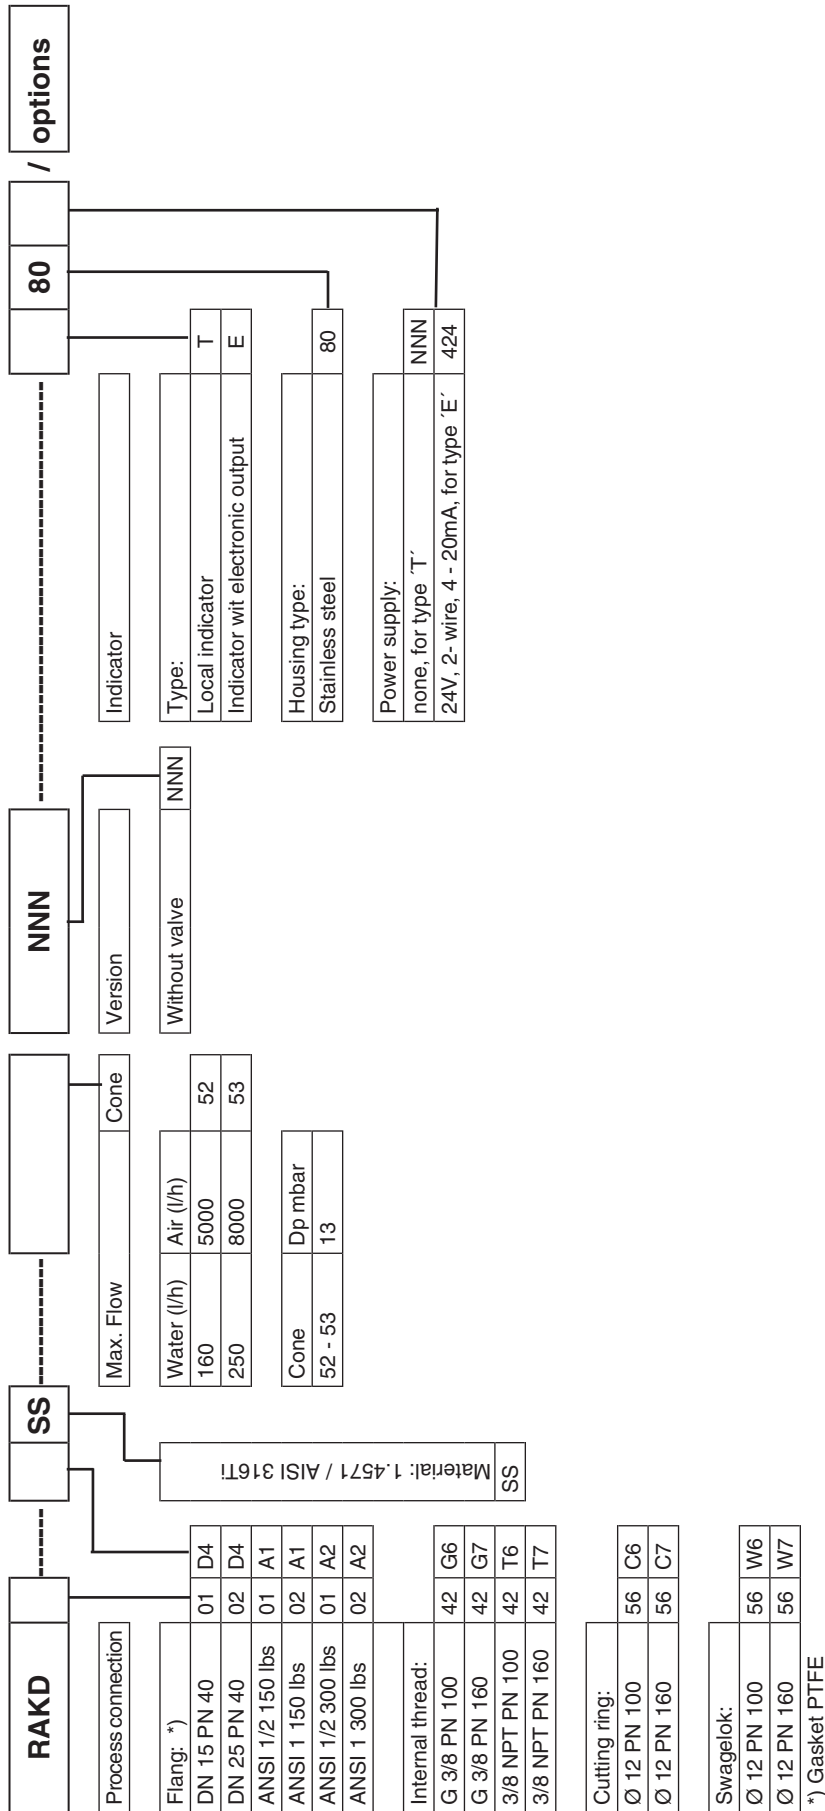 RAKD
SS
NNN
80
/ options
Process connection
Flang: *)
DN 15 PN 40 01 D4
DN 25 PN 40 02 D4
ANSI 1/2 150 lbs 01 A1
ANSI 1 150 lbs 02 A1
ANSI 1/2 300 lbs 01 A2
ANSI 1 300 lbs 02 A2
Internal thread:
G 3/8 PN 100 42 G6
G 3/8 PN 160 42 G7
3/8 NPT PN 100 42 T6
3/8 NPT PN 160 42 T7
Cutting ring:
Ø 12 PN 100 56 C6
Ø 12 PN 160 56 C7
Swagelok:
Ø 12 PN 100 56 W6
Ø 12 PN 160 56 W7
*) Gasket PTFE
Material: 1.4571 / AISI 316Ti
SS
Max. Flow Cone
Water (l/h) Air (l/h)
160 5000 52
250 8000 53
Cone Dp mbar
52 - 53 13
Version
Without valve NNN
Indicator
Type:
Local indicator T
Indicator wit electronic output E
Housing type:
Stainless steel 80
Power supply:
none, for type ´T´ NNN
24V, 2- wire, 4 - 20mA, for type ´E´ 424